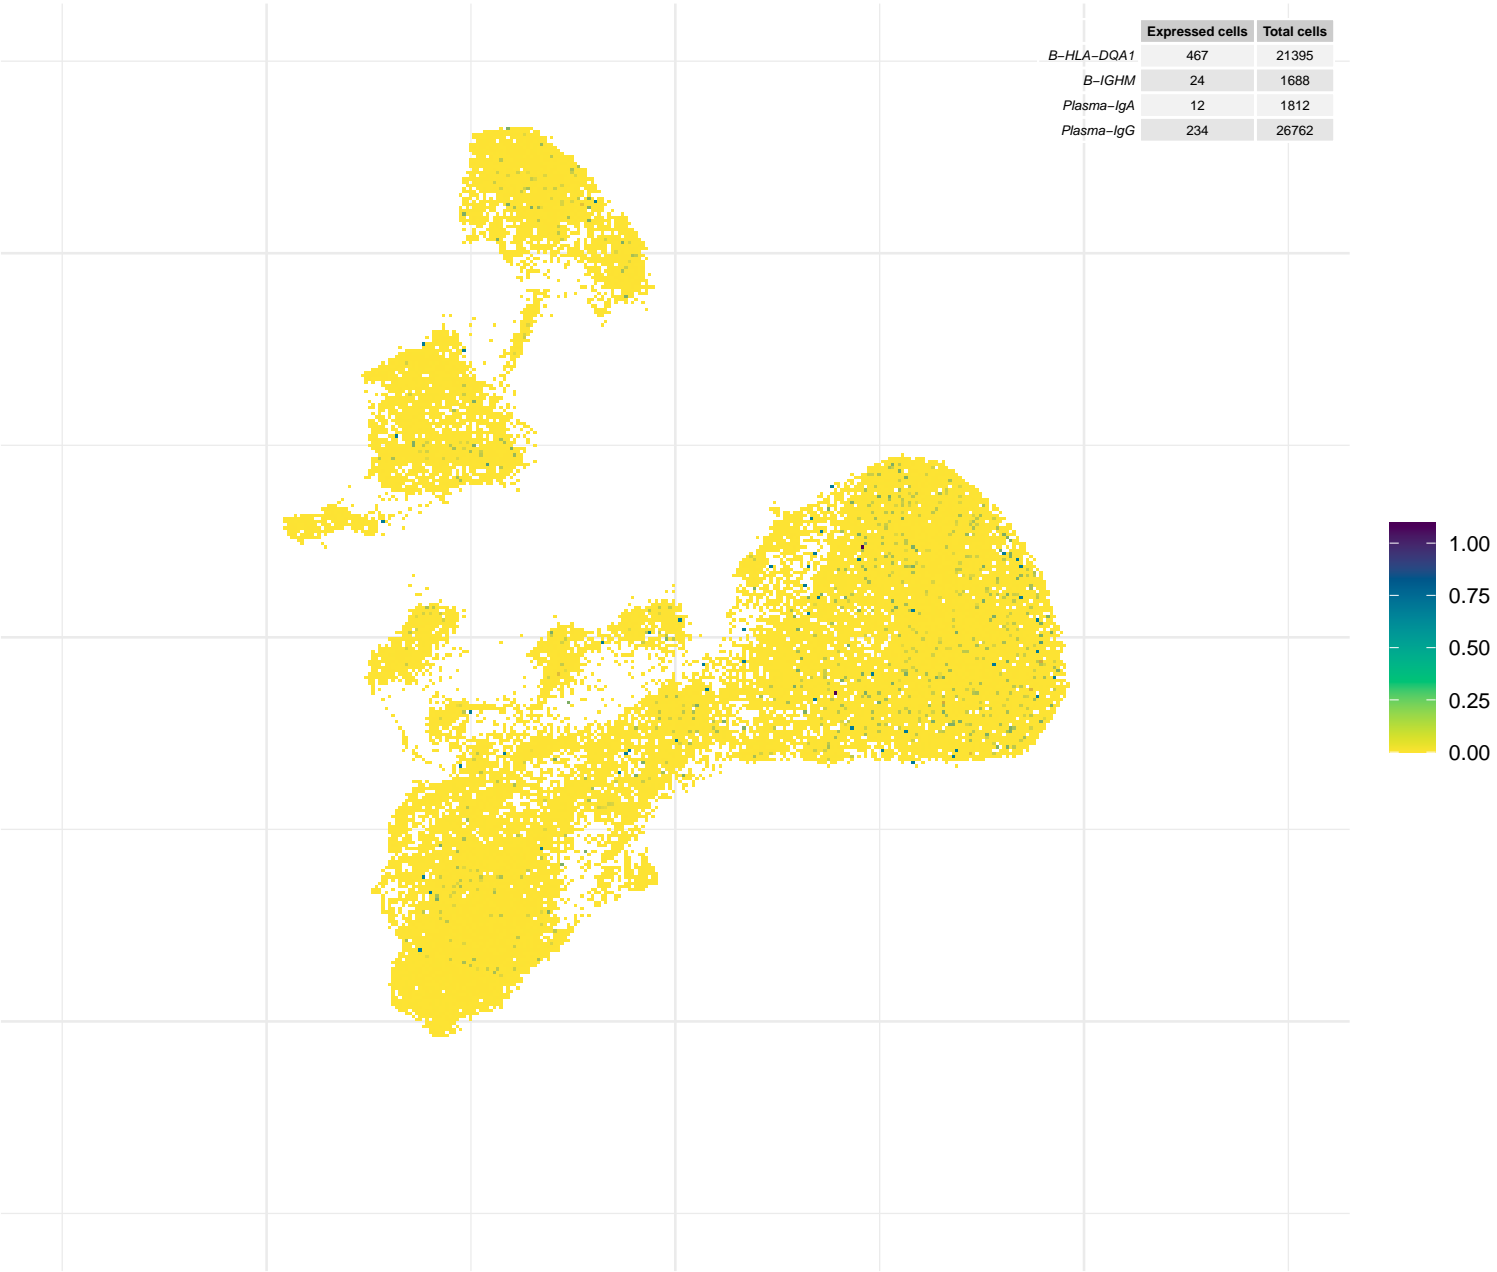 Expressed cells Total cells
B−HLA−DQA1 467 21395
B−IGHM 24 1688
Plasma−IgA 12 1812
Plasma−IgG 234 26762
1.00
0.75
0.50
0.25
0.00